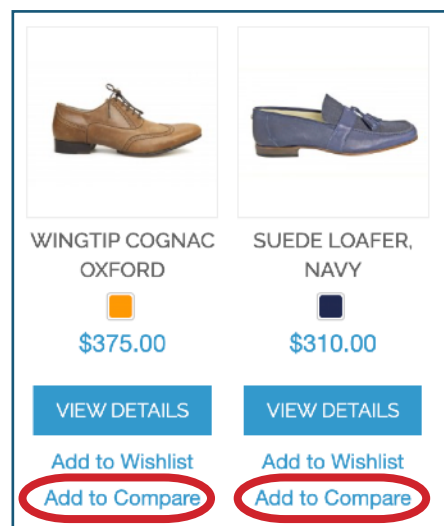 WINGTIP COGNAC
OXFORD
$375.00
VIEW DETAILS
Add to Wishlist
Add to Compare
SUEDE LOAFER,
NAVY
$310.00
VIEW DETAILS
Add to Wishlist
Add to Compare